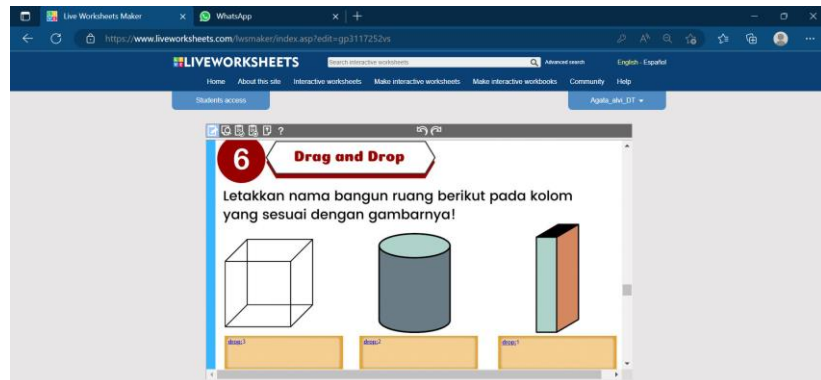 Live Worksheets Maker
WhatsApp
https://www.liveworksheets.com/lwsmaker/index.asp?edit=gp3117252vs
LIVEWORKSHEETS
Search interactive worksheets
Advanced search
English - Español
Home About this site Interactive worksheets Make interactive worksheets Make interactive workbooks Community Help
Students access
Agata_alvi_DT
6
Drag and Drop
Letakkan nama bangun ruang berikut pada kolom
yang sesuai dengan gambarnya!
drop:3
drop:2
drop:1